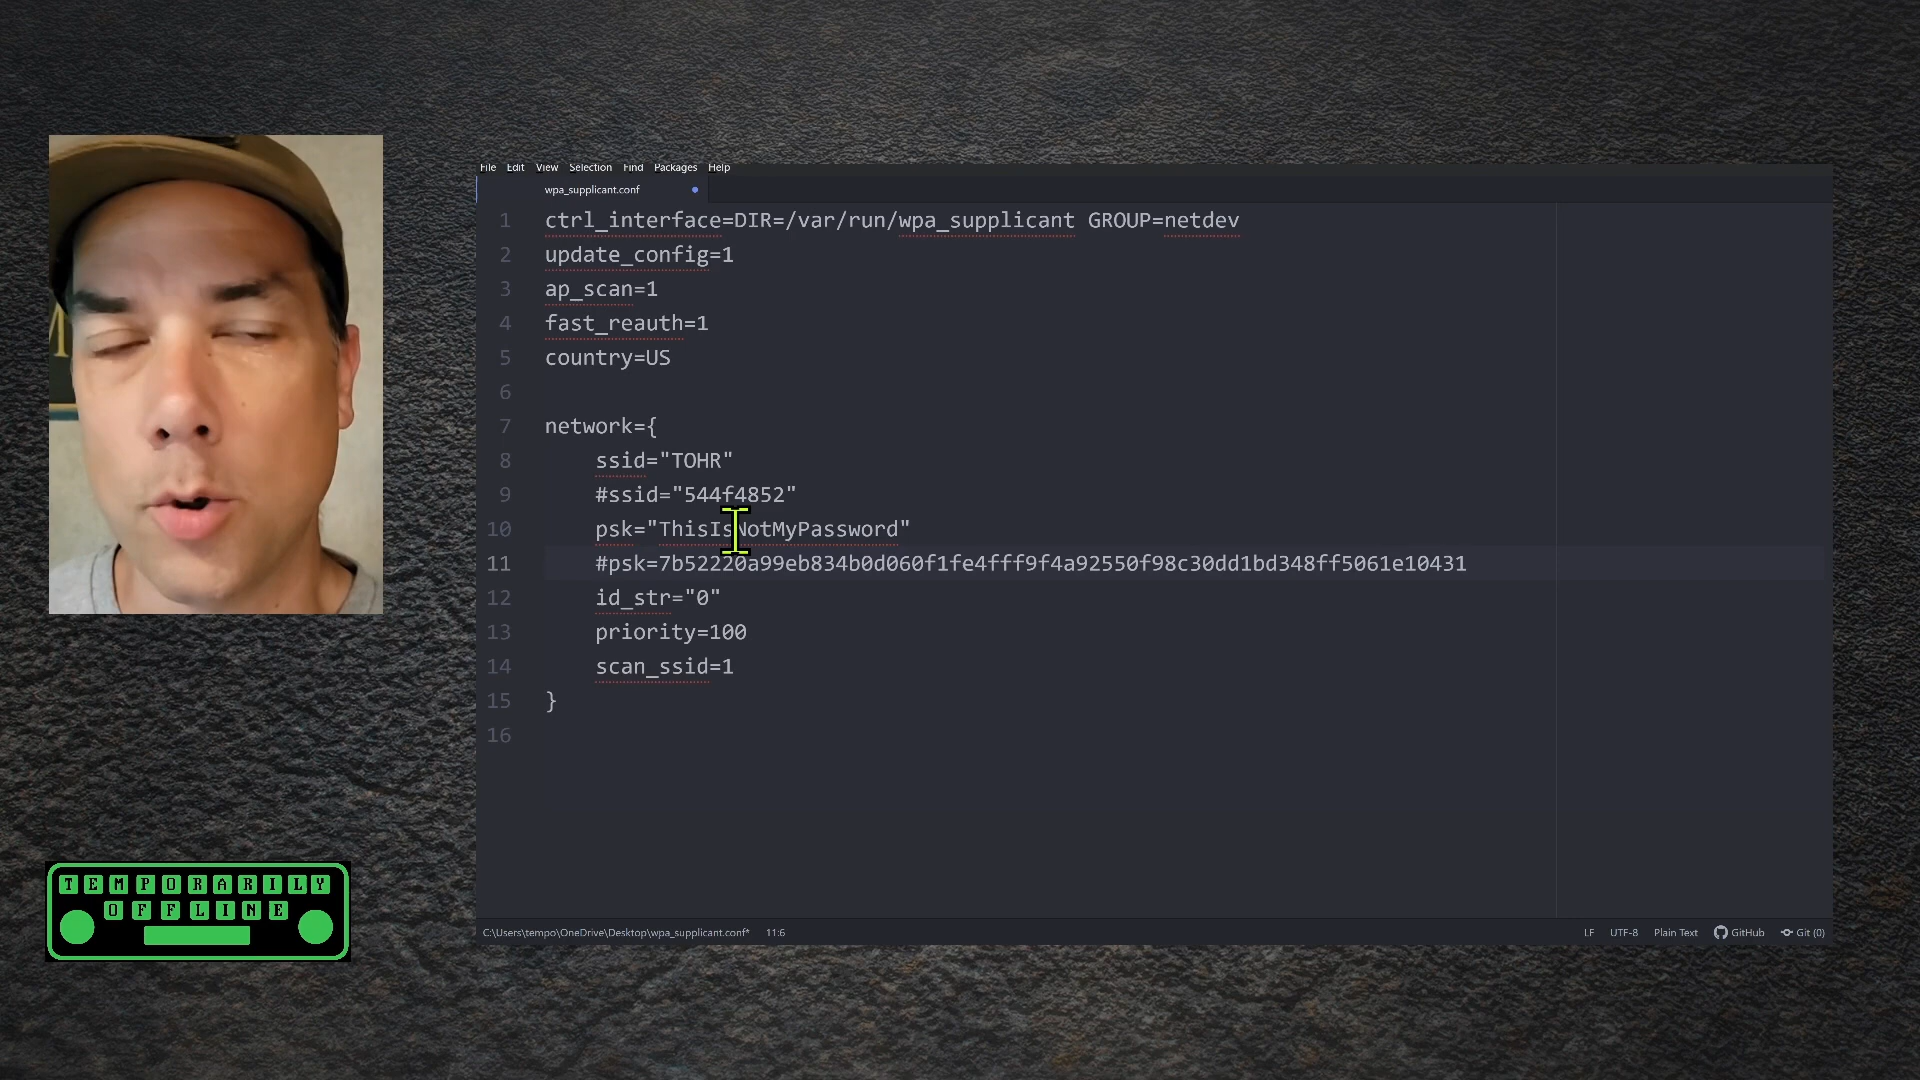 File Edit View Selection Find Packages Help
wpa_supplicant.conf
1 ctrl_interface=DIR=/var/run/wpa_supplicant GROUP=netdev
2 update_config=1
3 ap_scan=1
4 fast_reauth=1
5 country=US
6
7 network={
8 ssid="TOHR"
9 #ssid="544f4852"
10 psk="ThisIsNotMyPassword"
11 #psk=7b52220a99eb834b0d060f1fe4fff9f4a92550f98c30dd1bd348ff5061e10431
12 id_str="0"
13 priority=100
14 scan_ssid=1
15 }
16
TEMPORARILY
OFFLINE
C:\Users\tempo\OneDrive\Desktop\wpa_supplicant.conf* 11:6 LF UTF-8 Plain Text GitHub Git (0)